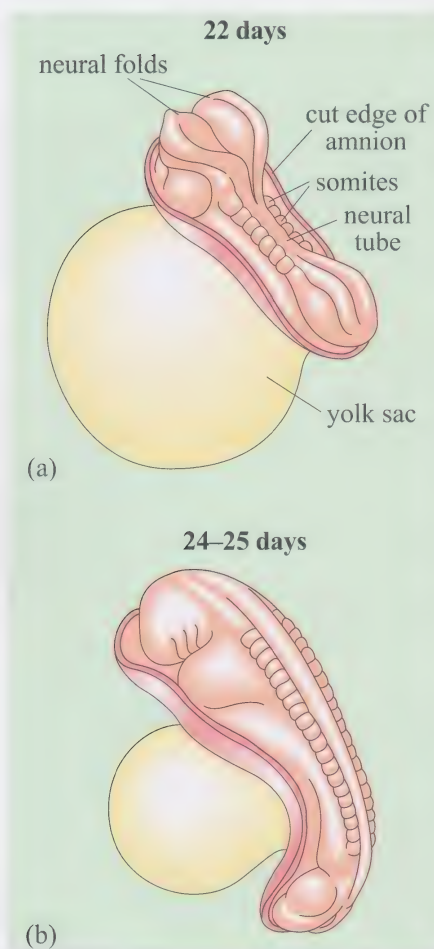 22 days
neural folds
cut edge of
amnion
somites
neural
tube
yolk sac
(a)
24–25 days
(b)